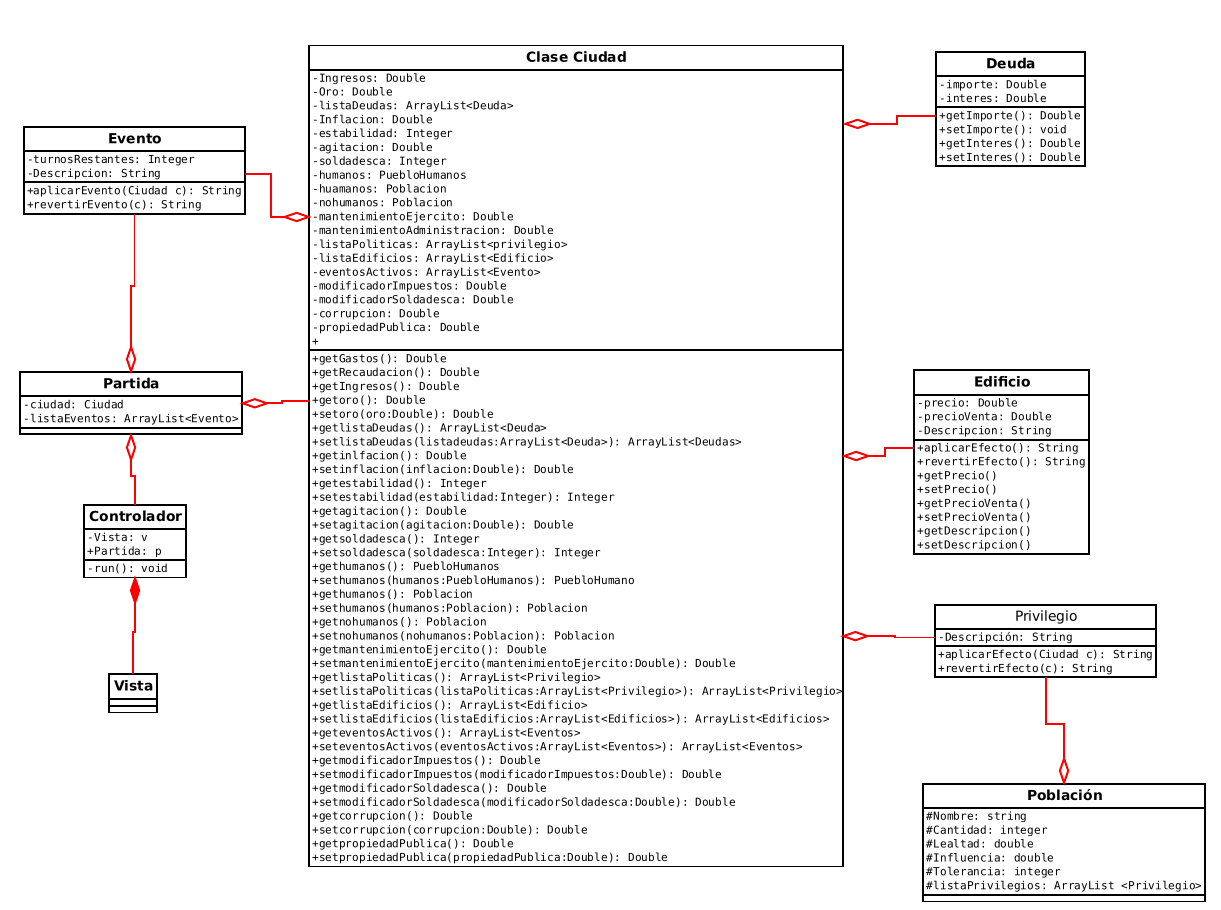 Clase Ciudad
-Ingresos: Double
-Oro: Double
-listaDeudas: ArrayList<Deuda>
-Inflacion: Double
-estabilidad: Integer
-agitacion: Double
-soldadesca: Integer
-humanos: PuebloHumanos
-huamanos: Poblacion
-nohumanos: Poblacion
-mantenimientoEjercito: Double
-mantenimientoAdministracion: Double
-listaPoliticas: ArrayList<privilegio>
-listaEdificios: ArrayList<Edificio>
-eventosActivos: ArrayList<Evento>
-modificadorImpuestos: Double
-modificadorSoldadesca: Double
-corrupcion: Double
-propiedadPublica: Double
+
+getGastos(): Double
+getRecaudacion(): Double
+getIngresos(): Double
+getoro(): Double
+setoro(oro:Double): Double
+getlistaDeudas(): ArrayList<Deuda>
+setlistaDeudas(listadeudas:ArrayList<Deuda>): ArrayList<Deudas>
+getinlfacion(): Double
+setinflacion(inflacion:Double): Double
+getestabilidad(): Integer
+setestabilidad(estabilidad:Integer): Integer
+getagitacion(): Double
+setagitacion(agitacion:Double): Double
+getsoldadesca(): Integer
+setsoldadesca(soldadesca:Integer): Integer
+gethumanos(): PuebloHumanos
+sethumanos(humanos:PuebloHumanos): PuebloHumano
+gethumanos(): Poblacion
+sethumanos(humanos:Poblacion): Poblacion
+getnohumanos(): Poblacion
+setnohumanos(nohumanos:Poblacion): Poblacion
+getmantenimientoEjercito(): Double
+setmantenimientoEjercito(mantenimientoEjercito:Double): Double
+getlistaPoliticas(): ArrayList<Privilegio>
+setlistaPoliticas(listaPoliticas:ArrayList<Privilegio>): ArrayList<Privilegio>
+getlistaEdificios(): ArrayList<Edificio>
+setlistaEdificios(listaEdificios:ArrayList<Edificios>): ArrayList<Edificios>
+geteventosActivos(): ArrayList<Eventos>
+seteventosActivos(eventosActivos:ArrayList<Eventos>): ArrayList<Eventos>
+getmodificadorImpuestos(): Double
+setmodificadorImpuestos(modificadorImpuestos:Double): Double
+getmodificadorSoldadesca(): Double
+setmodificadorSoldadesca(modificadorSoldadesca:Double): Double
+getcorrupcion(): Double
+setcorrupcion(corrupcion:Double): Double
+getpropiedadPublica(): Double
+setpropiedadPublica(propiedadPublica:Double): Double
Evento
-turnosRestantes: Integer
-Descripcion: String
+aplicarEvento(Ciudad c): String
+revertirEvento(c): String
Partida
-ciudad: Ciudad
-listaEventos: ArrayList<Evento>
Controlador
-Vista: v
+Partida: p
-run(): void
Vista
Deuda
-importe: Double
-interes: Double
+getImporte(): Double
+setImporte(): void
+getInteres(): Double
+setInteres(): Double
Edificio
-precio: Double
-precioVenta: Double
-Descripcion: String
+aplicarEfecto(): String
+revertirEfecto(): String
+getPrecio()
+setPrecio()
+getPrecioVenta()
+setPrecioVenta()
+getDescripcion()
+setDescripcion()
Privilegio
-Descripción: String
+aplicarEfecto(Ciudad c): String
+revertirEfecto(c): String
Población
#Nombre: string
#Cantidad: integer
#Lealtad: double
#Influencia: double
#Tolerancia: integer
#listaPrivilegios: ArrayList <Privilegio>